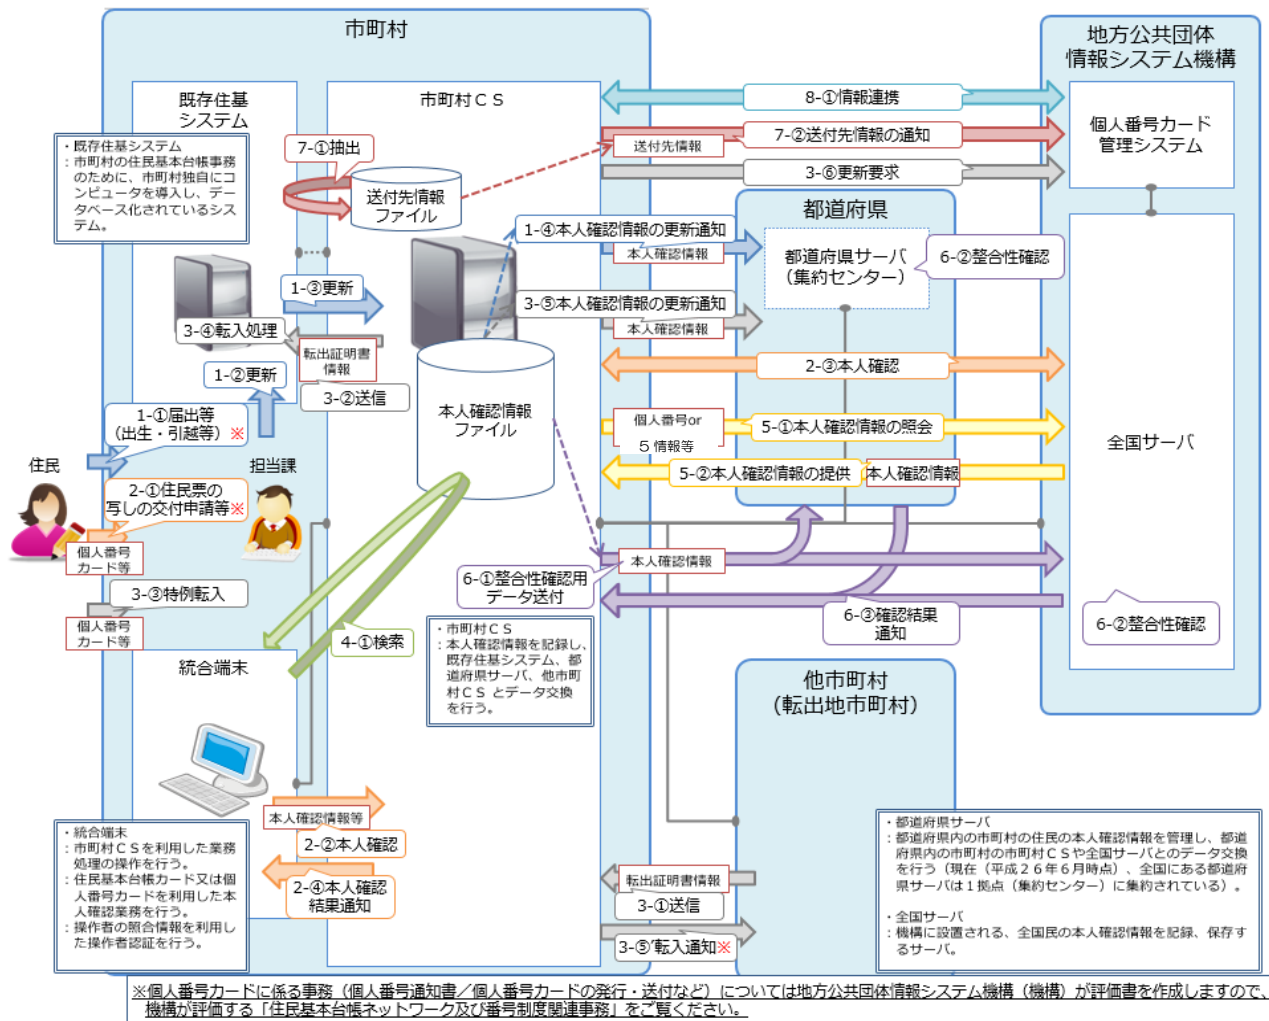 市町村
地方公共団体
情報システム機構
既存住基
システム
市町村ＣＳ
8-①情報連携
7-②送付先情報の通知
送付先情報
3-⑥更新要求
個人番号カード
管理システム
・既存住基システム
：市町村の住民基本台帳事務
のために、市町村独自にコ
ンピュータを導入し、デー
タベース化されているシス
テム。
7-①抽出
送付先情報
ファイル
都道府県
1-④本人確認情報の更新通知
本人確認情報
都道府県サーバ
（集約センター）
6-②整合性確認
1-③更新
3-⑤本人確認情報の更新通知
本人確認情報
3-④転入処理
転出証明書
情報
3-②送信
2-③本人確認
1-②更新
1-①届出等
（出生・引越等）※
本人確認情報
ファイル
個人番号or
５情報等
5-①本人確認情報の照会
全国サーバ
5-②本人確認情報の提供
本人確認情報
住民
担当課
2-①住民票の
写しの交付申請等※
個人番号
カード等
3-③特例転入
個人番号
カード等
本人確認情報
6-①整合性確認用
データ送付
6-③確認結果
通知
6-②整合性確認
4-①検索
・市町村ＣＳ
：本人確認情報を記録し、
既存住基システム、都
道府県サーバ、他市町
村ＣＳ とデータ交換
を行う。
統合端末
他市町村
（転出地市町村）
本人確認情報等
2-②本人確認
2-④本人確認
結果通知
・統合端末
：市町村ＣＳを利用した業務
処理の操作を行う。
：住民基本台帳カード又は個
人番号カードを利用した本
人確認業務を行う。
：操作者の照合情報を利用し
た操作者認証を行う。
転出証明書情報
3-①送信
3-⑤’転入通知※
・都道府県サーバ
：都道府県内の市町村の住民の本人確認情報を管理し、都道
府県内の市町村の市町村ＣＳや全国サーバとのデータ交換
を行う（現在（平成２６年６月時点）、全国にある都道府
県サーバは１拠点（集約センター）に集約されている）。
・全国サーバ
：機構に設置される、全国民の本人確認情報を記録、保存す
るサーバ。
※個人番号カードに係る事務（個人番号通知書／個人番号カードの発行・送付など）については地方公共団体情報システム機構（機構）が評価書を作成しますので、
機構が評価する「住民基本台帳ネットワーク及び番号制度関連事務」をご覧ください。